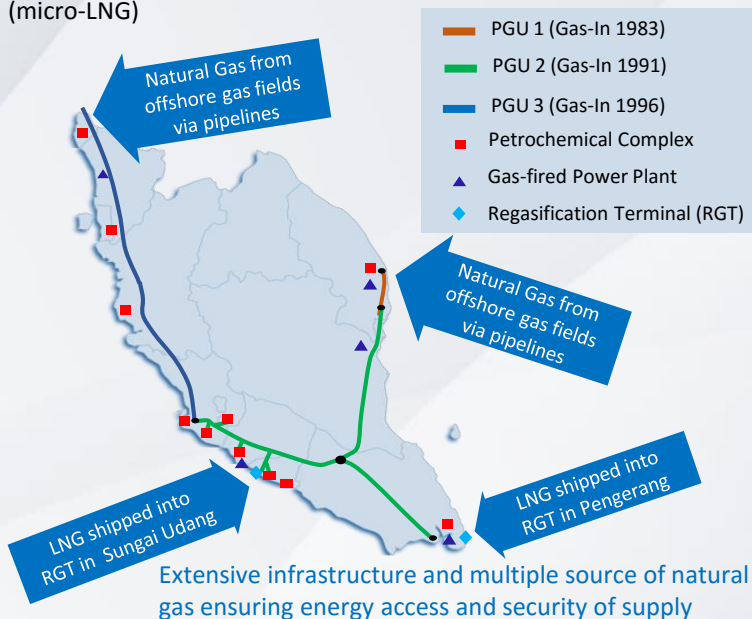 (micro-LNG)
Natural Gas from
offshore gas fields
via pipelines
PGU 1 (Gas-In 1983)
PGU 2 (Gas-In 1991)
PGU 3 (Gas-In 1996)
Petrochemical Complex
Gas-fired Power Plant
Regasification Terminal (RGT)
Natural Gas from
offshore gas fields
via pipelines
LNG shipped into
RGT in Sungai Udang
LNG shipped into
RGT in Pengerang
Extensive infrastructure and multiple source of natural
gas ensuring energy access and security of supply